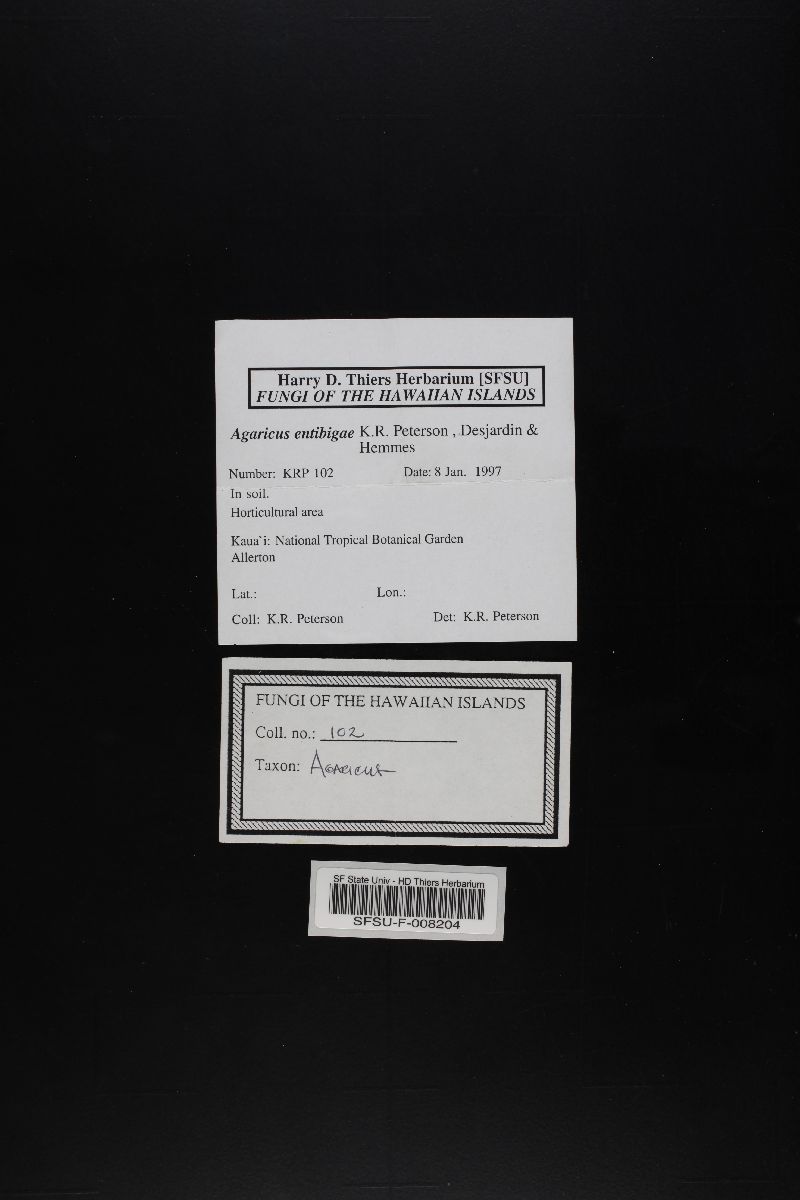 Harry D. Thiers Herbarium [SFSU]
FUNGI OF THE HAWAIIAN ISLANDS
Agaricus entibigae K.R. Peterson , Desjardin &
Hemmes
Number: KRP 102 Date: 8 Jan. 1997
In soil.
Horticultural area
Kaua`i: National Tropical Botanical Garden
Allerton
Lat.: Lon.:
Coll: K.R. Peterson Det: K.R. Peterson
FUNGI OF THE HAWAIIAN ISLANDS
Coll. no.: 102
Taxon: Agaricus
SF State Univ - HD Thiers Herbarium
SFSU-F-008204